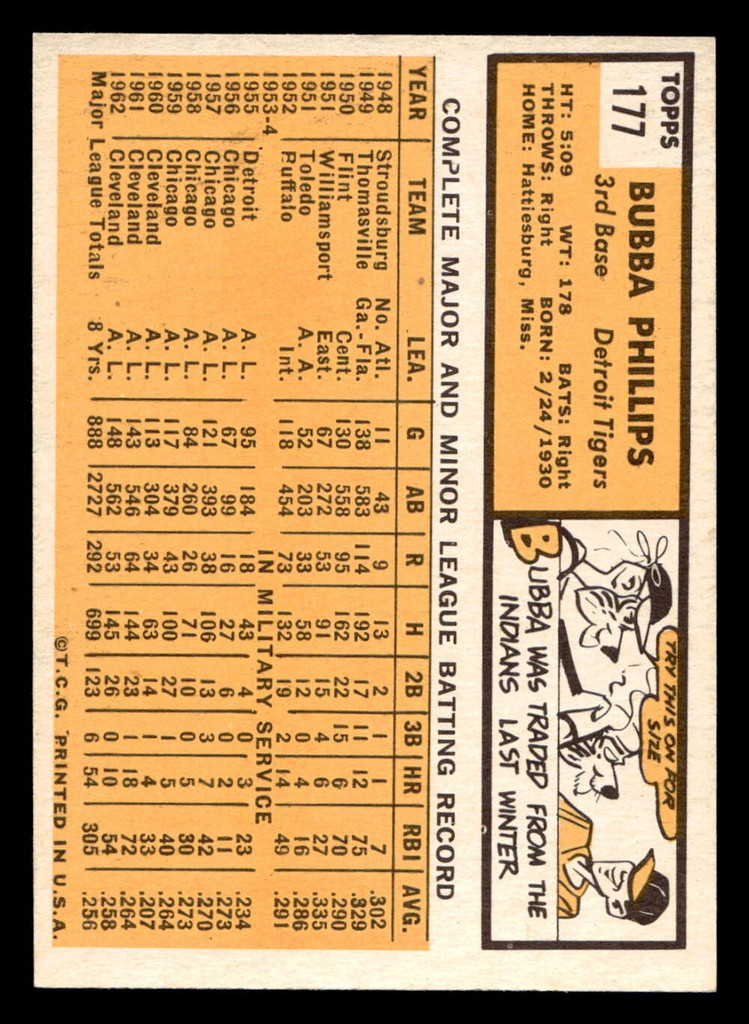 TOPPS
177
BUBBA PHILLIPS
3rd Base Detroit Tigers
HT: 5:09 WT: 178 BATS: Right
THROWS: Right BORN: 2/24/1930
HOME: Hattiesburg, Miss.
TRY THIS ON FOR
SIZE
BUBBA WAS TRADED FROM THE
INDIANS LAST WINTER
COMPLETE MAJOR AND MINOR LEAGUE BATTING RECORD
YEAR TEAM LEA. G AB R H 2B 3B HR RBI AVG.
1948 Stroudsburg No. Atl. 11 43 9 13 2 1 1 7 .302
1949 Thomasville Ga.-Fla. 138 583 114 192 17 11 12 75 .329
1950 Flint Cent. 130 558 95 162 22 15 6 70 .290
1951 Williamsport East. 67 272 53 91 15 4 6 27 .335
1951 Toledo A. A. 52 203 33 58 12 0 4 16 .286
1952 Buffalo Int. 118 454 73 132 19 2 14 49 .291
1953-4 IN MILITARY SERVICE
1955 Detroit A. L. 95 184 18 43 4 0 3 23 .234
1956 Chicago A. L. 67 99 16 27 6 0 2 11 .273
1957 Chicago A. L. 121 393 38 106 13 3 7 42 .270
1958 Chicago A. L. 84 260 26 71 10 0 5 30 .273
1959 Chicago A. L. 117 379 43 100 27 1 5 40 .264
1960 Cleveland A. L. 113 304 34 63 14 1 4 33 .207
1961 Cleveland A. L. 143 546 64 144 23 1 18 72 .264
1962 Cleveland A. L. 148 562 53 145 26 0 10 54 .258
Major League Totals 8 Yrs. 888 2727 292 699 123 6 54 305 .256
©T.C.G. PRINTED IN U.S.A.